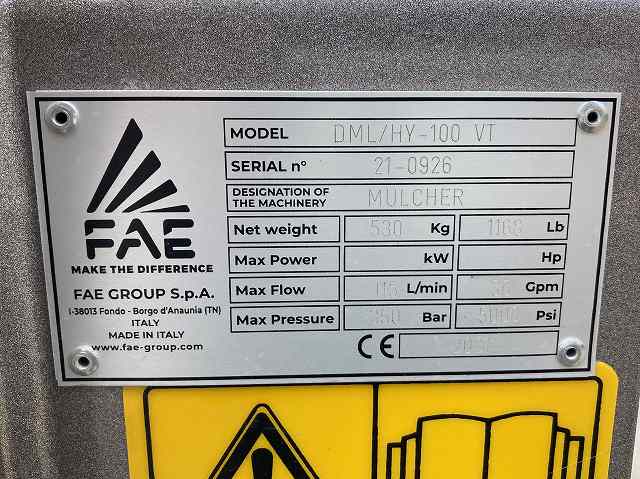 FAE
MAKE THE DIFFERENCE
FAE GROUP S.p.A.
I-38013 Fondo - Borgo d'Anaunia (TN)
ITALY
MADE IN ITALY
www.fae-group.com
MODEL DML/HY-100 VT
SERIAL n° 21-0926
DESIGNATION OF
THE MACHINERY MULCHER
Net weight 530 Kg 1168 Lb
Max Power kW Hp
Max Flow 115 L/min Gpm
Max Pressure 350 Bar Psi
CE